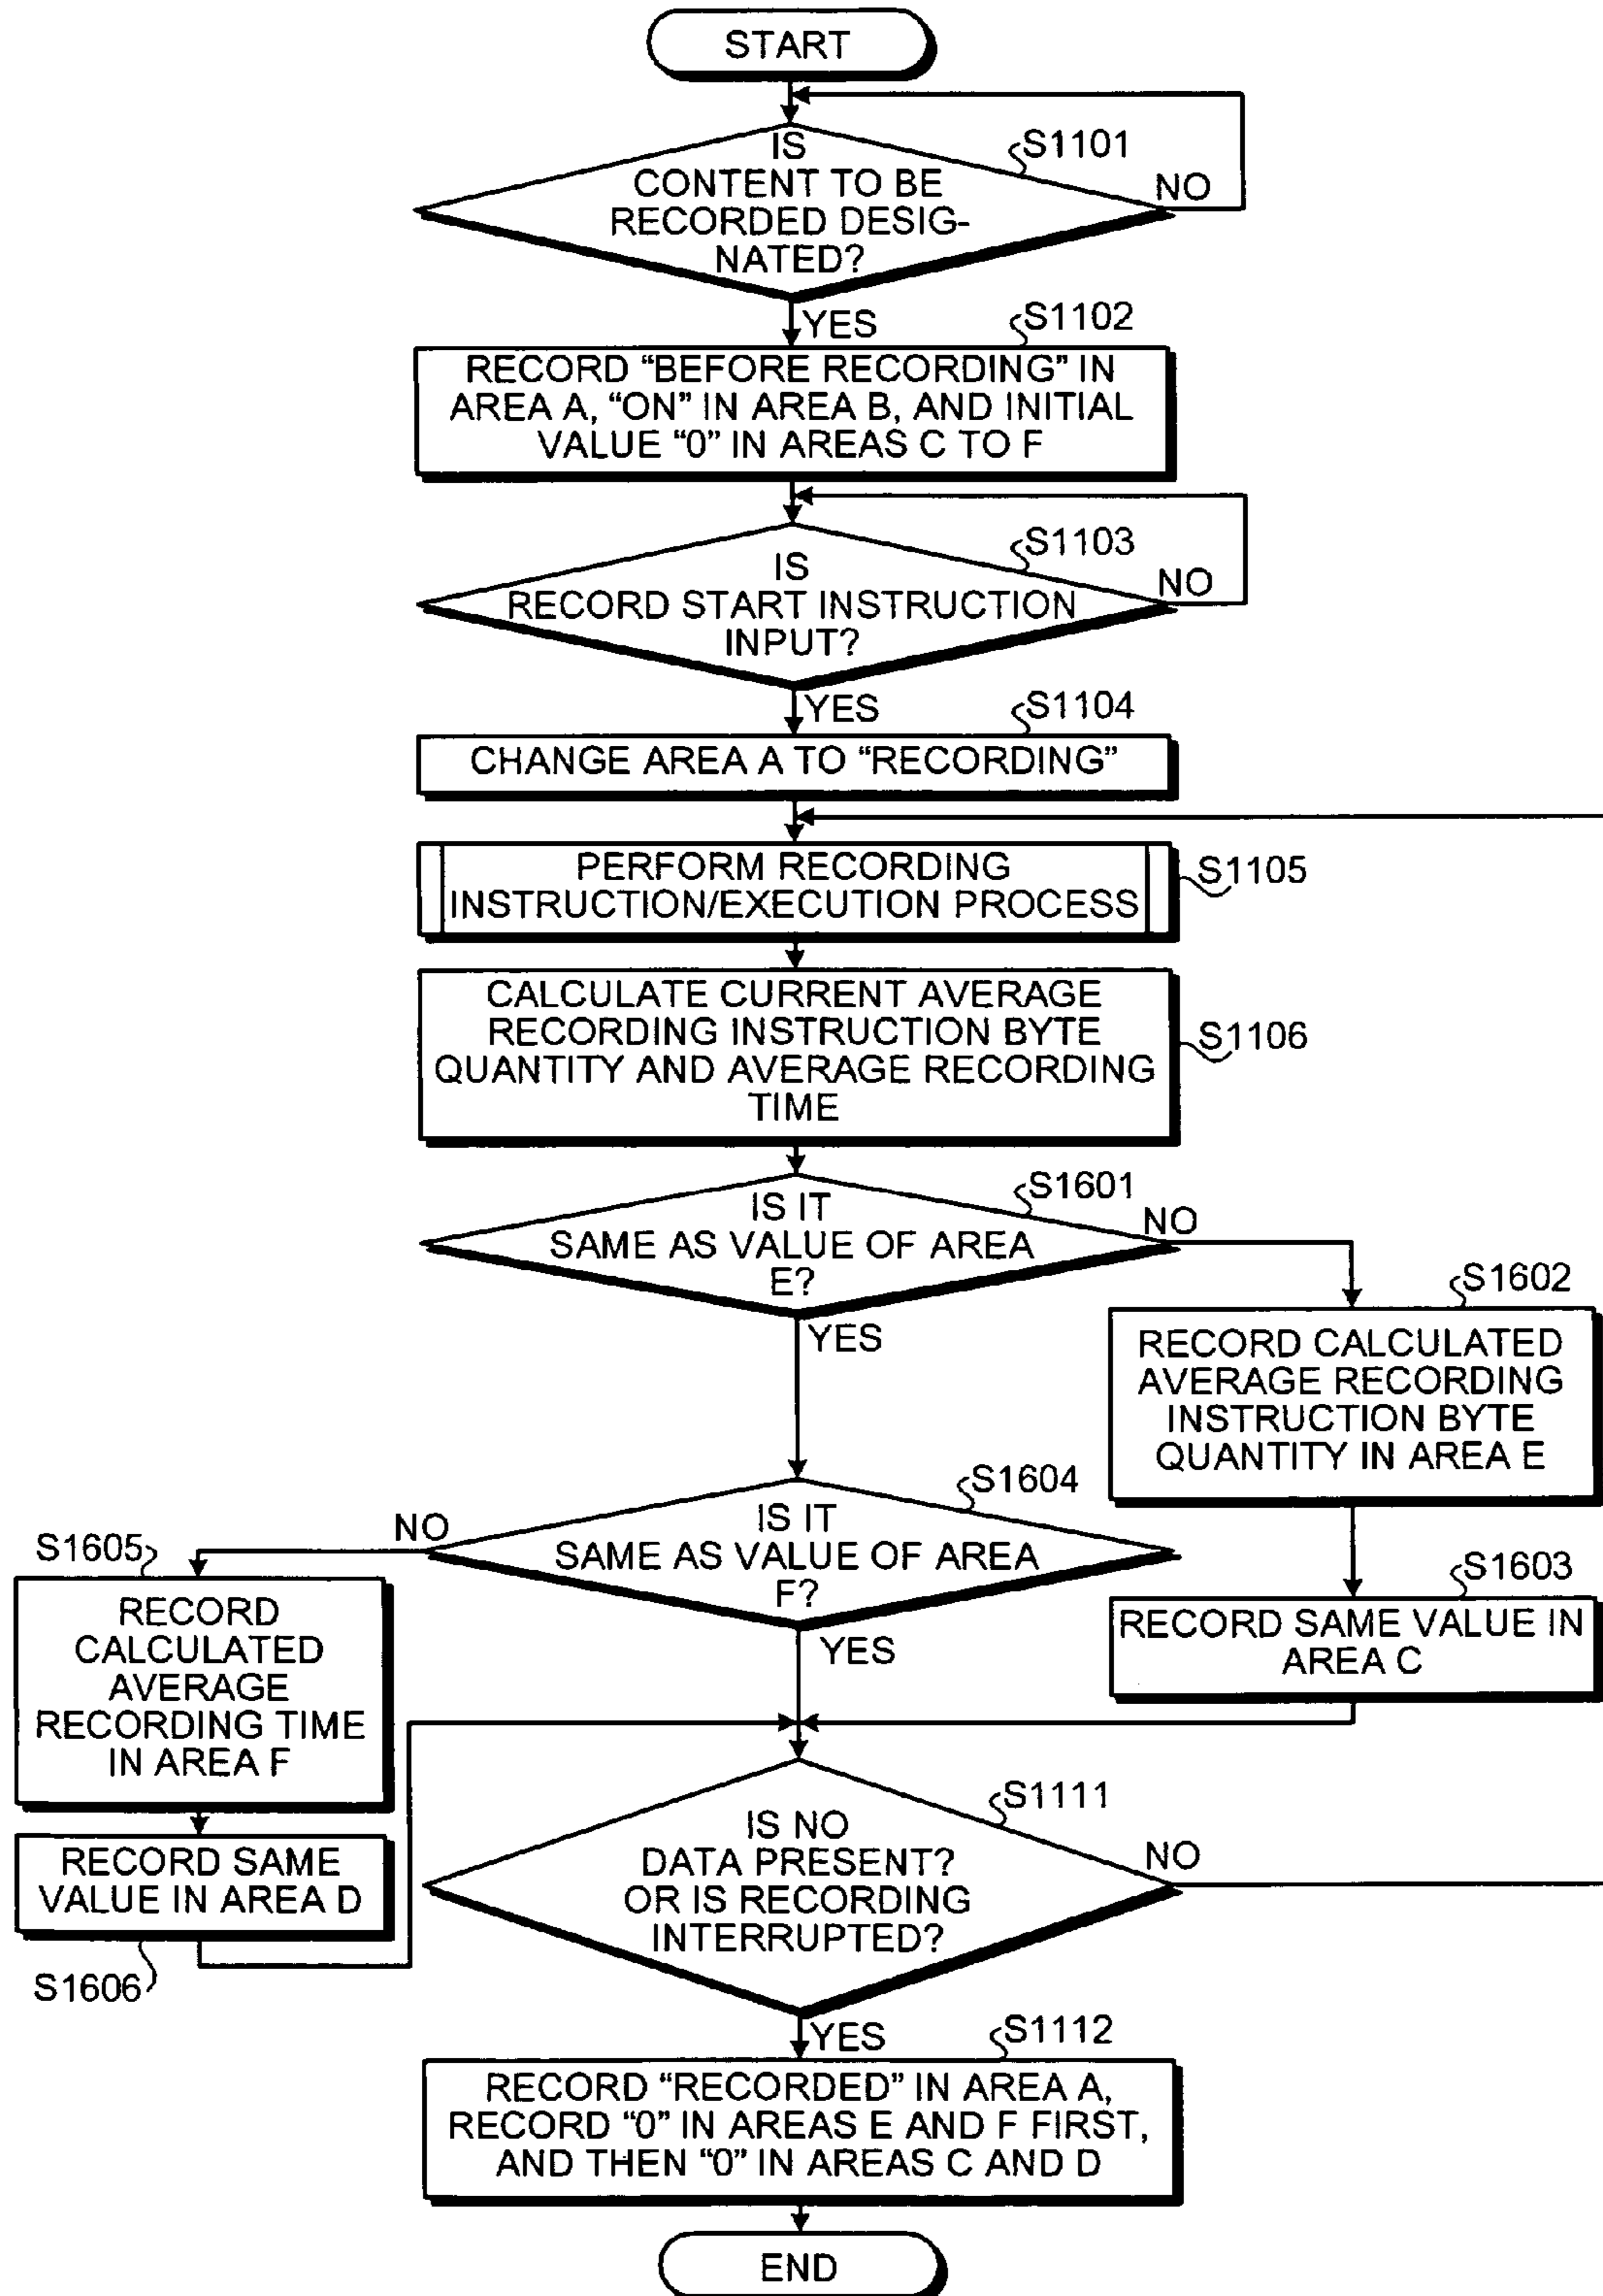 START
IS
CONTENT TO BE
RECORDED DESIG-
NATED?
S1101
NO
YES
S1102
RECORD “BEFORE RECORDING” IN
AREA A, “ON” IN AREA B, AND INITIAL
VALUE “0” IN AREAS C TO F
S1103
IS
RECORD START INSTRUCTION
INPUT?
NO
YES
S1104
CHANGE AREA A TO “RECORDING”
PERFORM RECORDING
INSTRUCTION/EXECUTION PROCESS
S1105
CALCULATE CURRENT AVERAGE
RECORDING INSTRUCTION BYTE
QUANTITY AND AVERAGE RECORDING
TIME
S1106
S1601
IS IT
SAME AS VALUE OF AREA
E?
NO
YES
S1602
RECORD CALCULATED
AVERAGE RECORDING
INSTRUCTION BYTE
QUANTITY IN AREA E
S1603
RECORD SAME VALUE IN
AREA C
S1604
IS IT
SAME AS VALUE OF AREA
F?
NO
YES
S1605
RECORD
CALCULATED
AVERAGE
RECORDING TIME
IN AREA F
RECORD SAME
VALUE IN AREA D
S1606
S1111
IS NO
DATA PRESENT?
OR IS RECORDING
INTERRUPTED?
NO
YES
S1112
RECORD “RECORDED” IN AREA A,
RECORD “0” IN AREAS E AND F FIRST,
AND THEN “0” IN AREAS C AND D
END